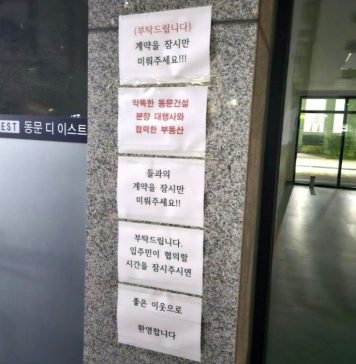 (부탁드립니다)
계약을 잠시만
미뤄주세요!!!
악독한 동문건설
분양 대행사와
협력한 부동산
들과의
계약을 잠시만
미뤄주세요!!
부탁드립니다.
입주민이 협의할
시간을 잠시주시면
좋은 이웃으로
환영합니다
EST 동문 디 이스트